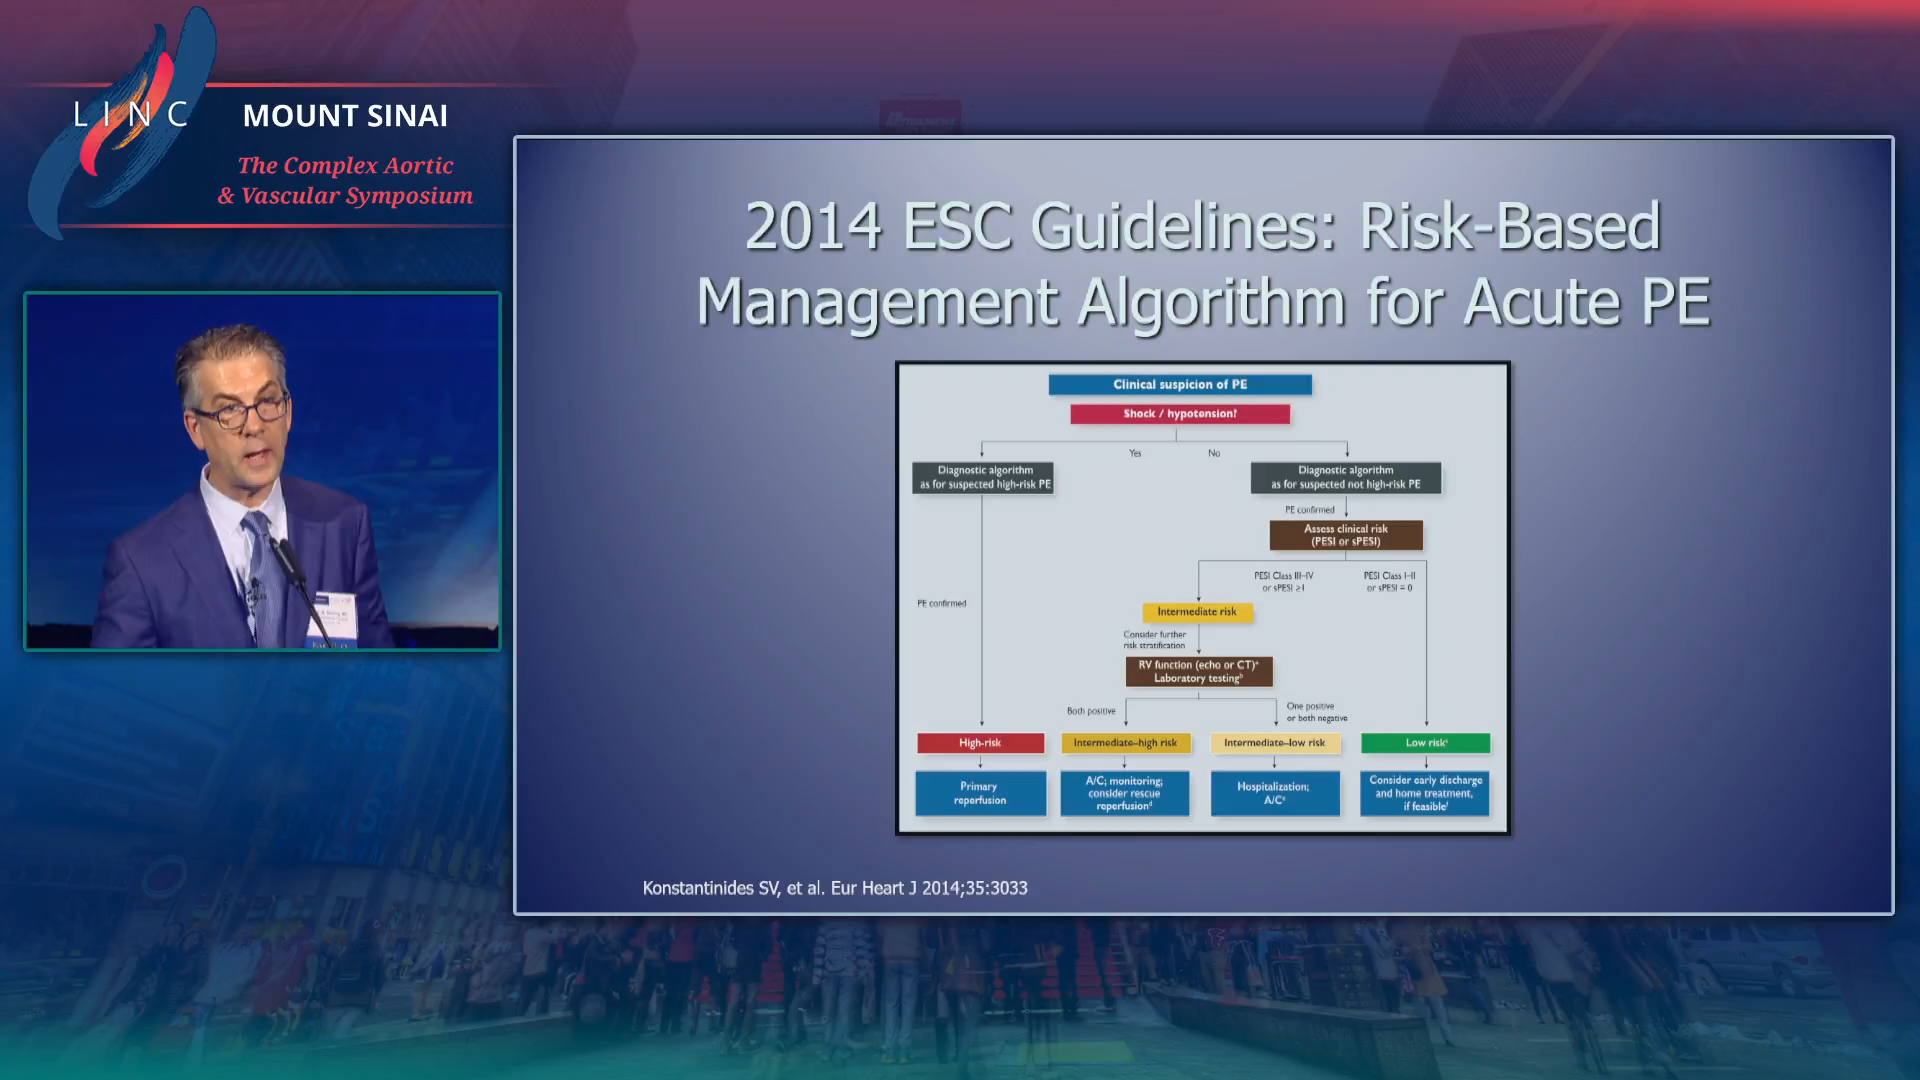 LINC
MOUNT SINAI
The Complex Aortic
& Vascular Symposium
2014 ESC Guidelines: Risk-Based
Management Algorithm for Acute PE
Clinical suspicion of PE
Shock / hypotension?
Yes
No
Diagnostic algorithm
as for suspected high-risk PE
Diagnostic algorithm
as for suspected not high-risk PE
PE confirmed
Assess clinical risk
(PESI or sPESI)
PESI Class III–IV
or sPESI ≥1
PESI Class I–II
or sPESI = 0
PE confirmed
Intermediate risk
Consider further
risk stratification
RV function (echo or CT)ᵃ
Laboratory testingᵇ
Both positive
One positive
or both negative
High-risk
Intermediate–high risk
Intermediate–low risk
Low riskᶜ
Primary
reperfusion
A/C; monitoring;
consider rescue
reperfusionᵈ
Hospitalization;
A/Cᵉ
Consider early discharge
and home treatment,
if feasibleᶠ
Konstantinides SV, et al. Eur Heart J 2014;35:3033